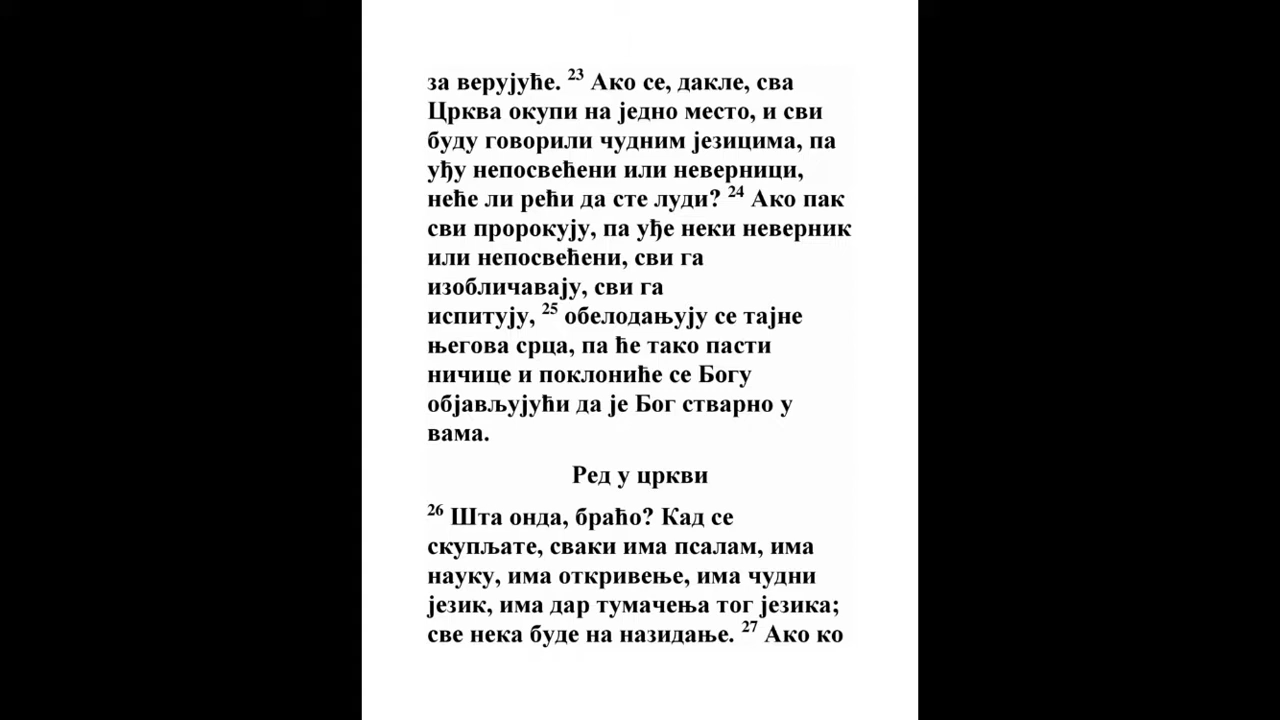 за верујуће. 23 Ако се, дакле, сва
Црква окупи на једно место, и сви
буду говорили чудним језицима, па
уђу непосвећени или неверници,
неће ли рећи да сте луди? 24 Ако пак
сви пророкују, па уђе неки неверник
или непосвећени, сви га
изобличавају, сви га
испитују, 25 обелодањују се тајне
његова срца, па ће тако пасти
ничице и поклониће се Богу
објављујући да је Бог стварно у
вама.
Ред у цркви
26 Шта онда, браћо? Кад се
скупљате, сваки има псалам, има
науку, има откривење, има чудни
језик, има дар тумачења тог језика;
све нека буде на назидање. 27 Ако ко